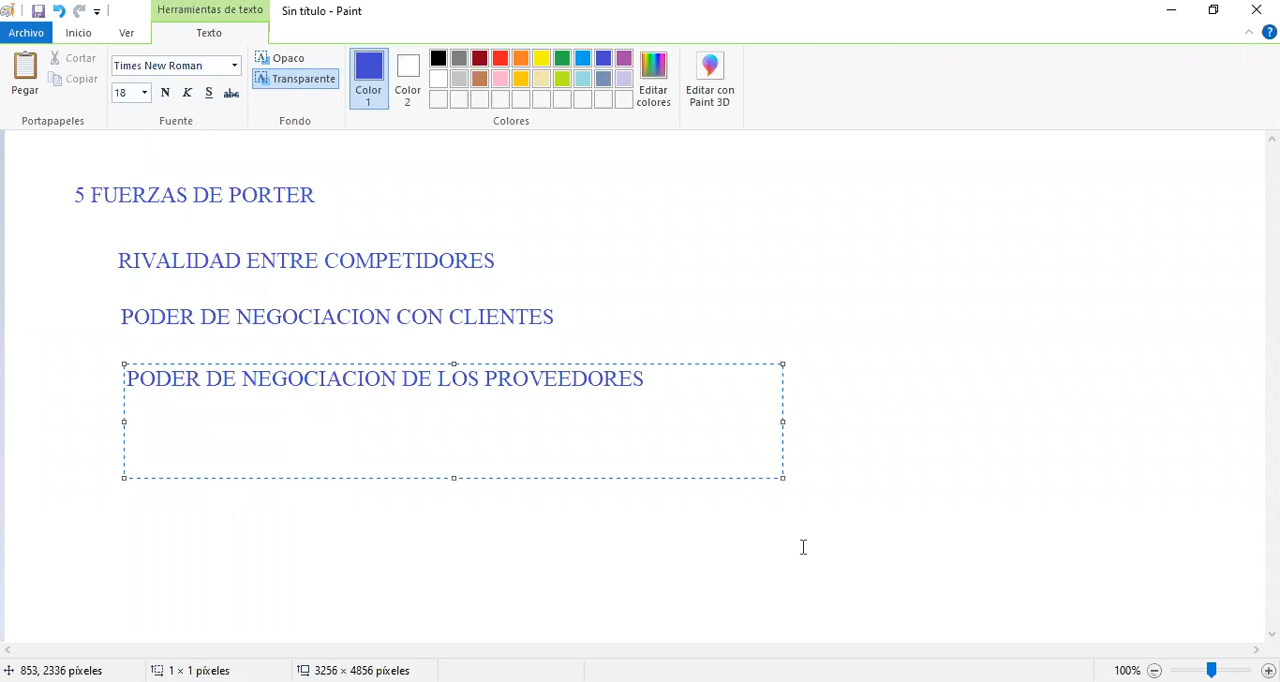 Herramientas de texto
Sin título - Paint
Archivo
Inicio
Ver
Texto
Pegar
Cortar
Copiar
Portapapeles
Times New Roman
18
N
K
S
abc
Fuente
Opaco
Transparente
Fondo
Color 1
Color 2
Editar colores
Colores
Editar con Paint 3D
5 FUERZAS DE PORTER
RIVALIDAD ENTRE COMPETIDORES
PODER DE NEGOCIACION CON CLIENTES
PODER DE NEGOCIACION DE LOS PROVEEDORES
853, 2336 píxeles
1 × 1 píxeles
3256 × 4856 píxeles
100%